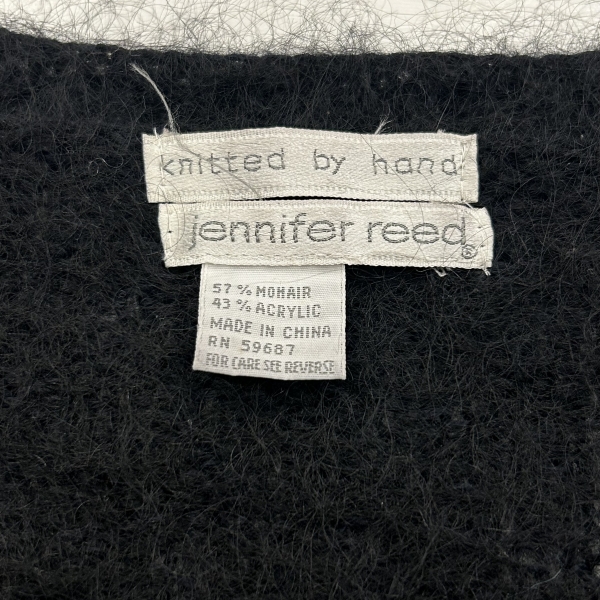 knitted by hand
jennifer reed®
57 % MOHAIR
43 % ACRYLIC
MADE IN CHINA
RN 59687
FOR CARE SEE REVERSE